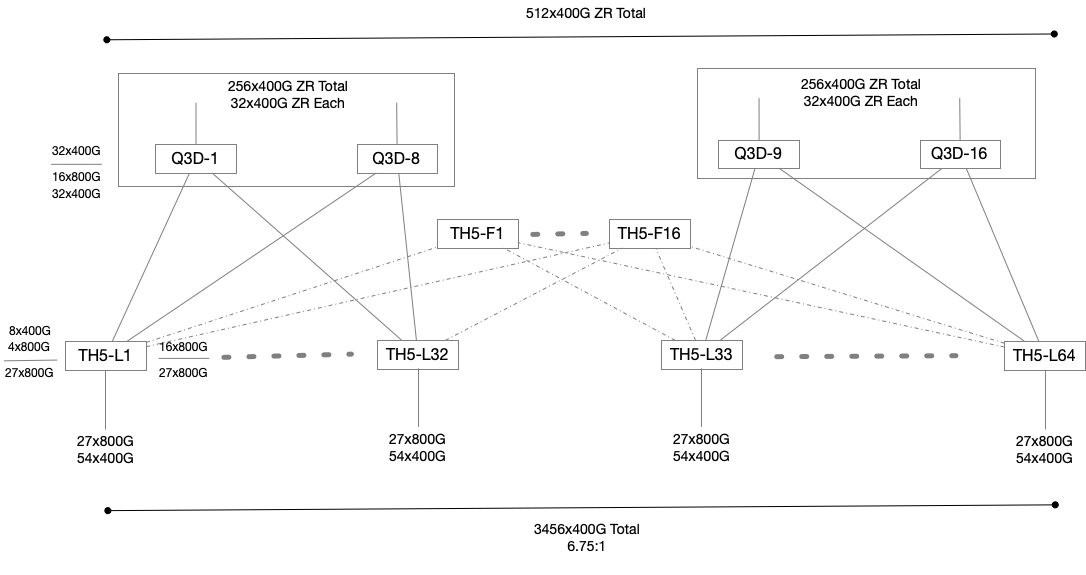 512x400G ZR Total
256x400G ZR Total
32x400G ZR Each
256x400G ZR Total
32x400G ZR Each
32x400G
16x800G
32x400G
Q3D-1
Q3D-8
Q3D-9
Q3D-16
TH5-F1
TH5-F16
8x400G
4x800G
27x800G
TH5-L1
16x800G
27x800G
TH5-L32
TH5-L33
TH5-L64
27x800G
54x400G
27x800G
54x400G
27x800G
54x400G
27x800G
54x400G
3456x400G Total
6.75:1